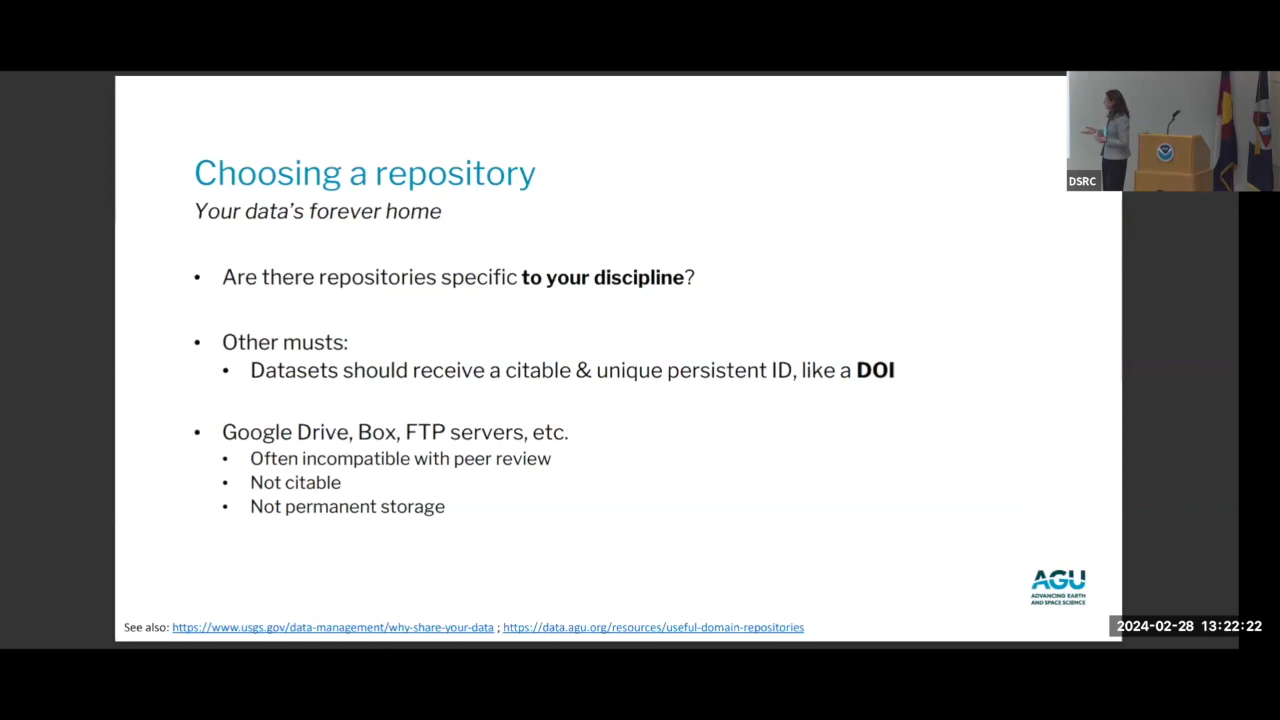 Choosing a repository
Your data's forever home
• Are there repositories specific to your discipline?
• Other musts:
• Datasets should receive a citable & unique persistent ID, like a DOI
• Google Drive, Box, FTP servers, etc.
• Often incompatible with peer review
• Not citable
• Not permanent storage
AGU
ADVANCING EARTH
AND SPACE SCIENCE
See also: https://www.usgs.gov/data-management/why-share-your-data ; https://data.agu.org/resources/useful-domain-repositories
DSRC
2024-02-28 13:22:22